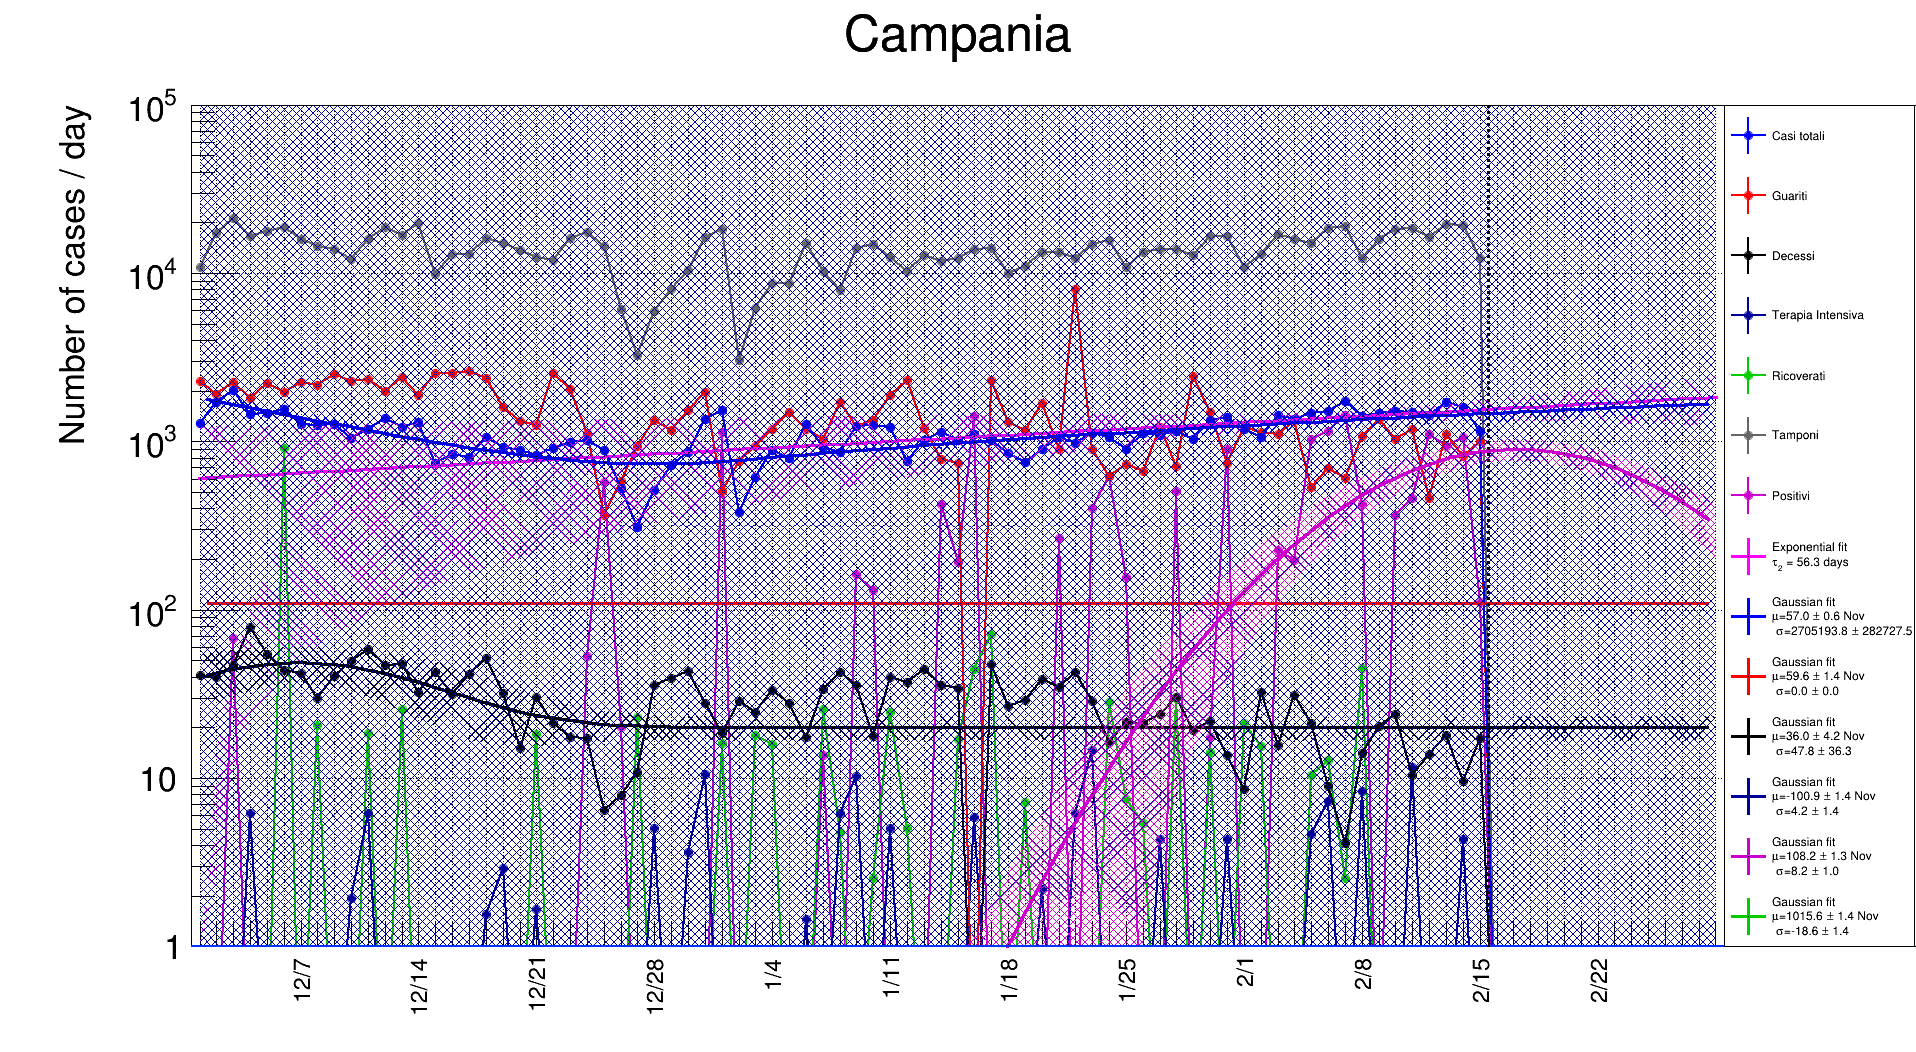 Campania
Number of cases / day
10^5
10^4
10^3
10^2
10
1
12/7
12/14
12/21
12/28
1/4
1/11
1/18
1/25
2/1
2/8
2/15
2/22
Casi totali
Guariti
Decessi
Terapia Intensiva
Ricoverati
Tamponi
Positivi
Exponential fit
τ₂ = 56.3 days
Gaussian fit
μ=57.0 ± 0.6 Nov
σ=2705193.8 ± 282727.5
Gaussian fit
μ=59.6 ± 1.4 Nov
σ=0.0 ± 0.0
Gaussian fit
μ=36.0 ± 4.2 Nov
σ=47.8 ± 36.3
Gaussian fit
μ=-100.9 ± 1.4 Nov
σ=4.2 ± 1.4
Gaussian fit
μ=108.2 ± 1.3 Nov
σ=8.2 ± 1.0
Gaussian fit
μ=1015.6 ± 1.4 Nov
σ=-18.6 ± 1.4